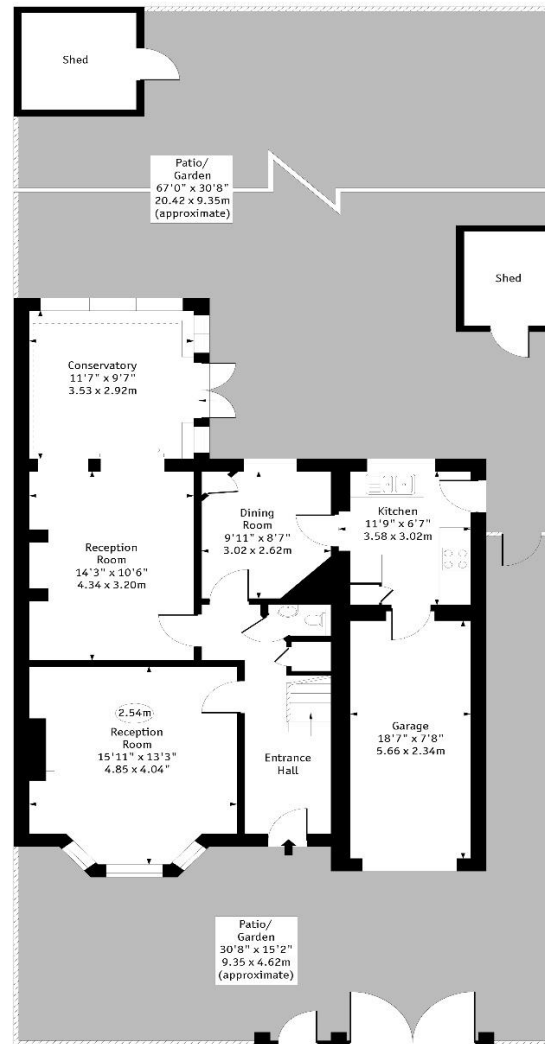 Shed
Patio/
Garden
67'0" x 30'8"
20.42 x 9.35m
(approximate)
Shed
Conservatory
11'7" x 9'7"
3.53 x 2.92m
Dining
Room
9'11" x 8'7"
3.02 x 2.62m
Kitchen
11'9" x 6'7"
3.58 x 3.02m
Reception
Room
14'3" x 10'6"
4.34 x 3.20m
2.54m
Reception
Room
15'11" x 13'3"
4.85 x 4.04"
Entrance
Hall
Garage
18'7" x 7'8"
5.66 x 2.34m
Patio/
Garden
30'8" x 15'2"
9.35 x 4.62m
(approximate)